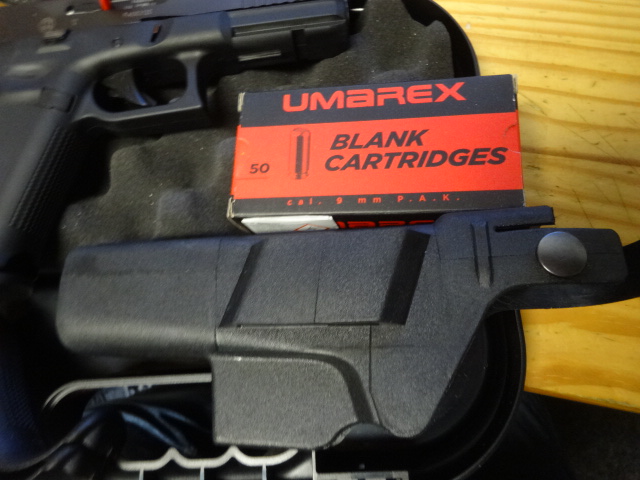 UMAREX
BLANK
CARTRIDGES
50
cal. 9 mm P.A.K.